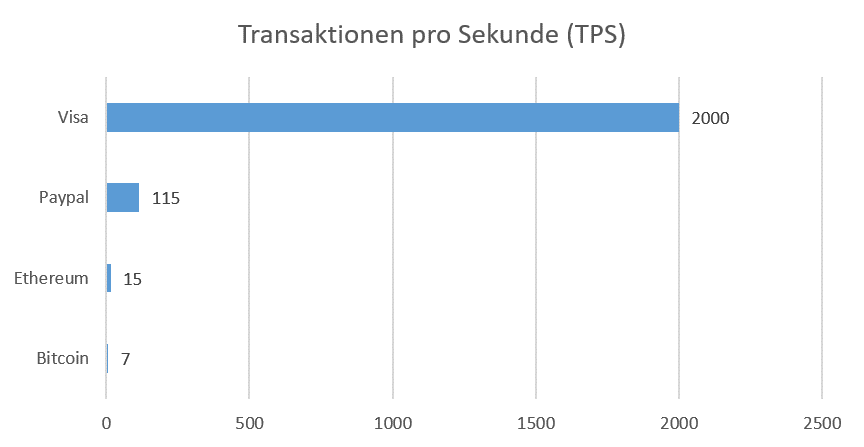 Transaktionen pro Sekunde (TPS)
Visa 2000
Paypal 115
Ethereum 15
Bitcoin 7
0 500 1000 1500 2000 2500